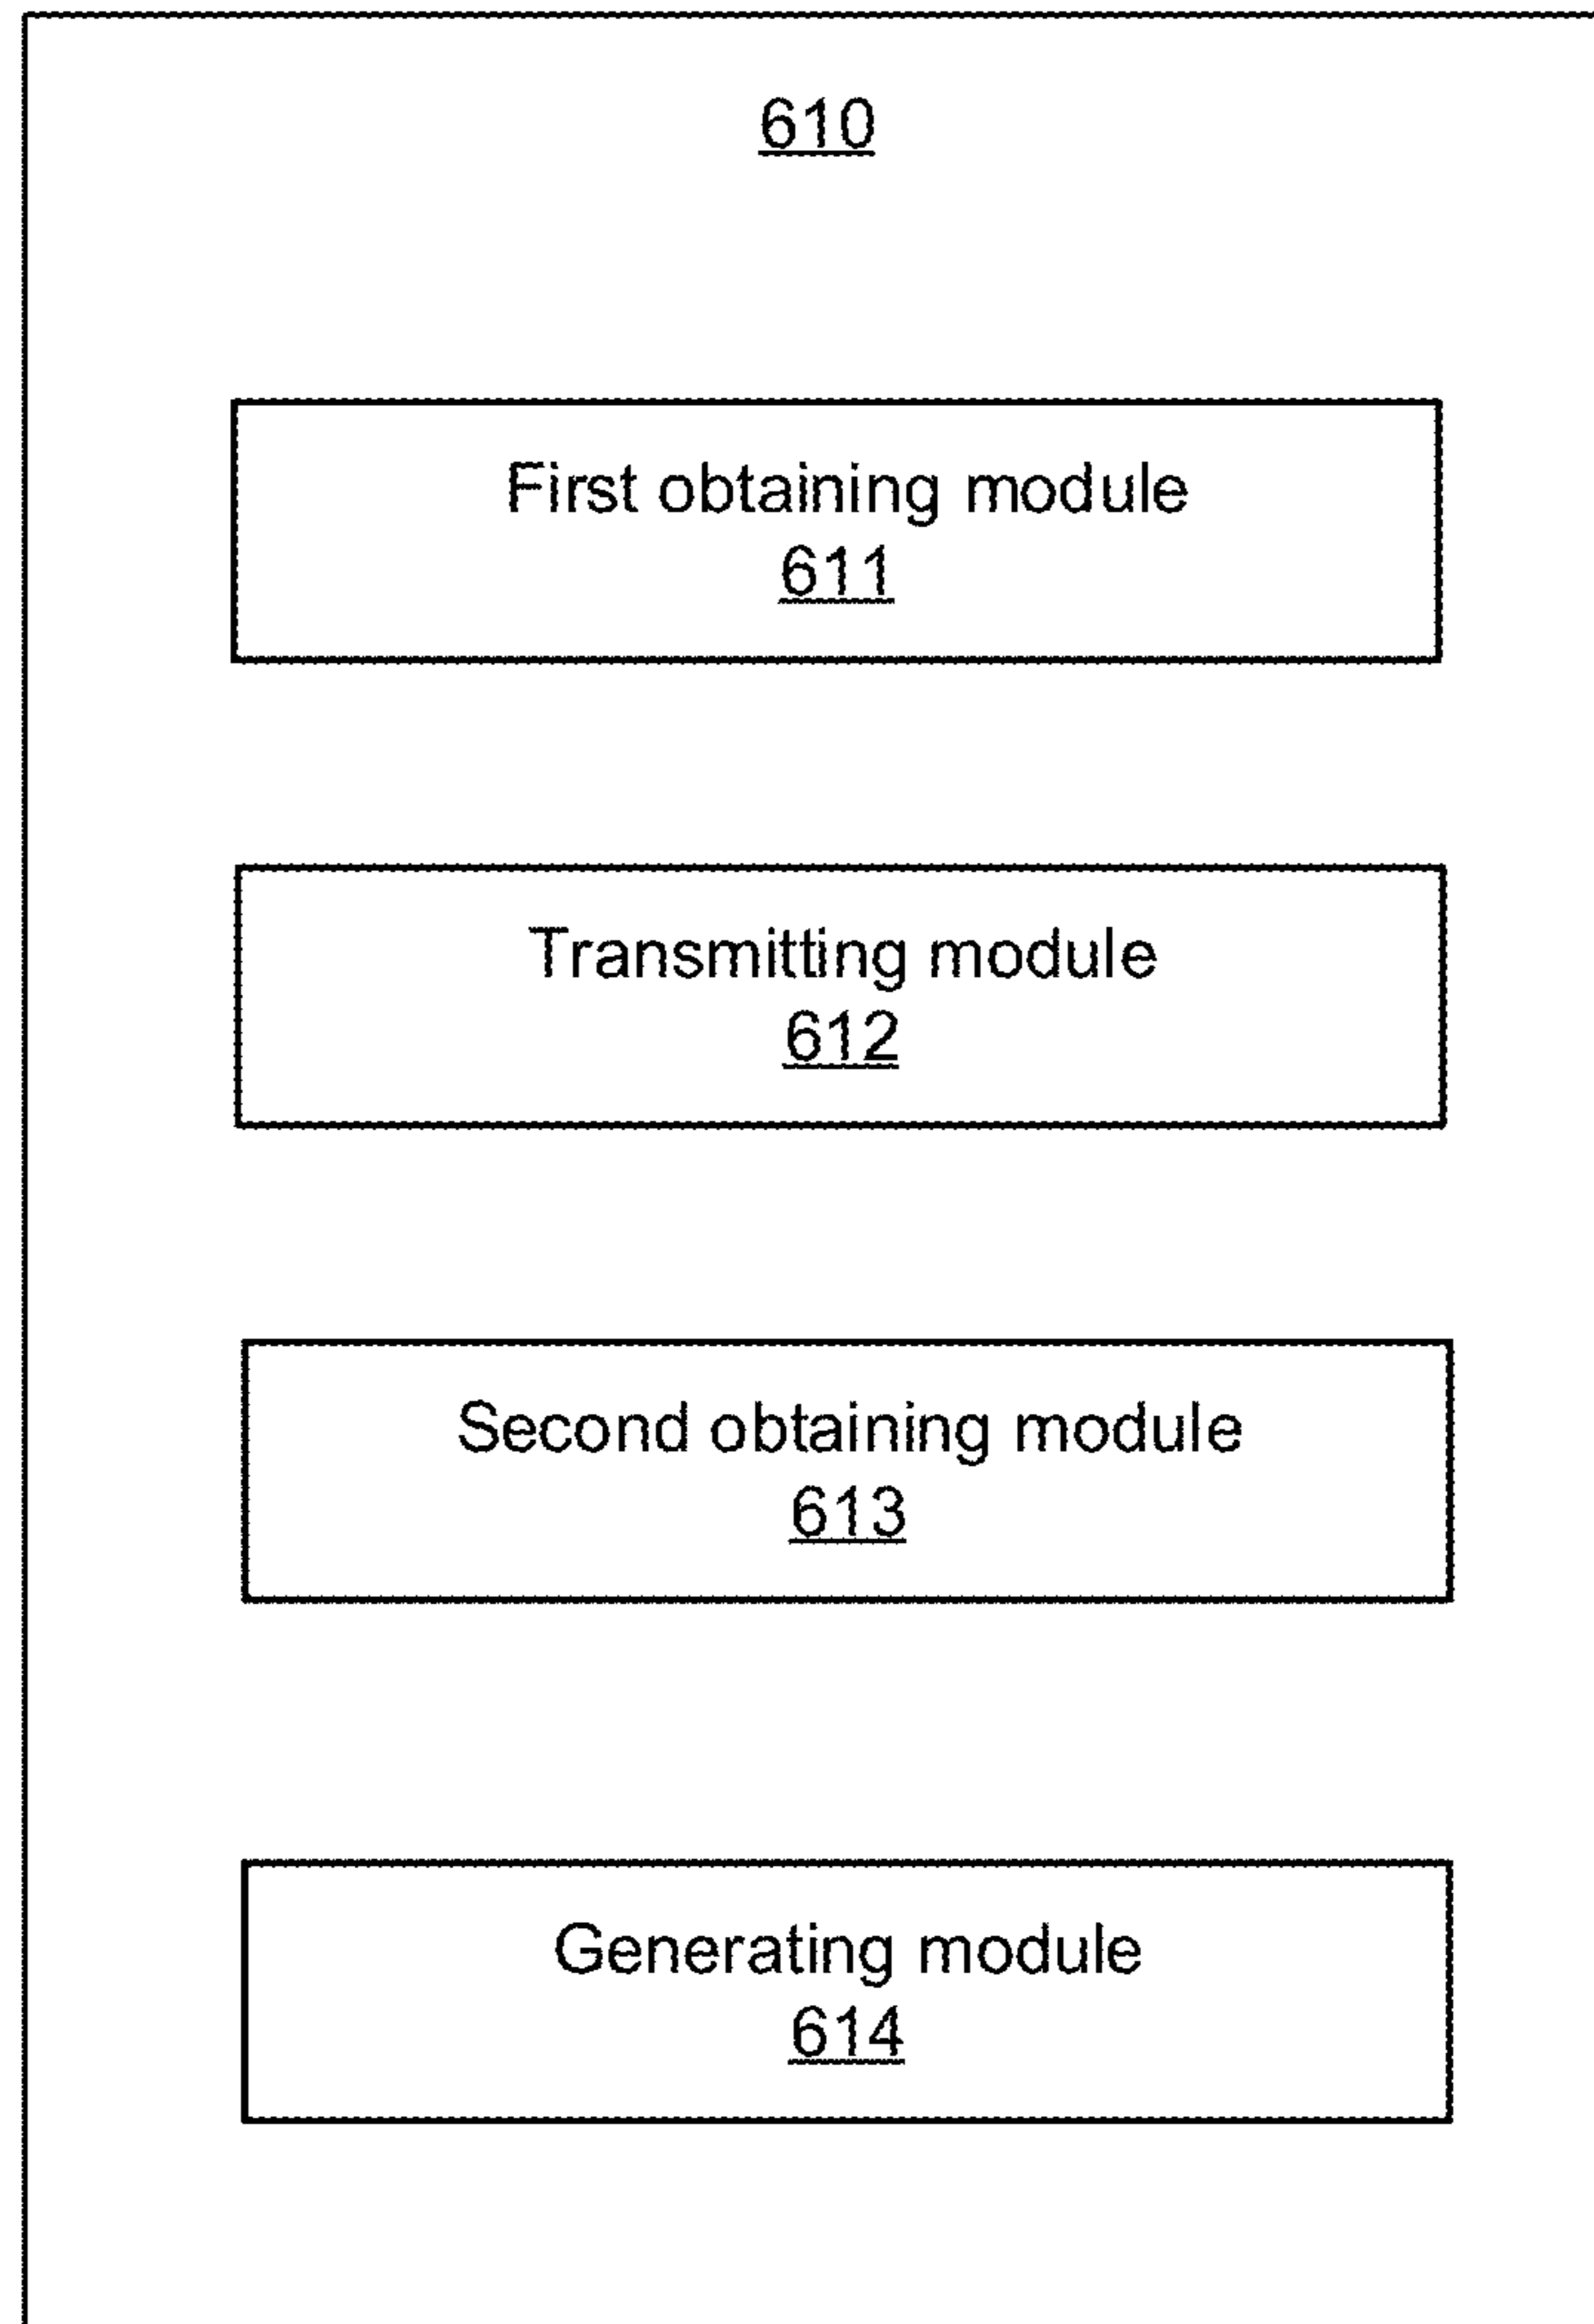 610
First obtaining module
611
Transmitting module
612
Second obtaining module
613
Generating module
614